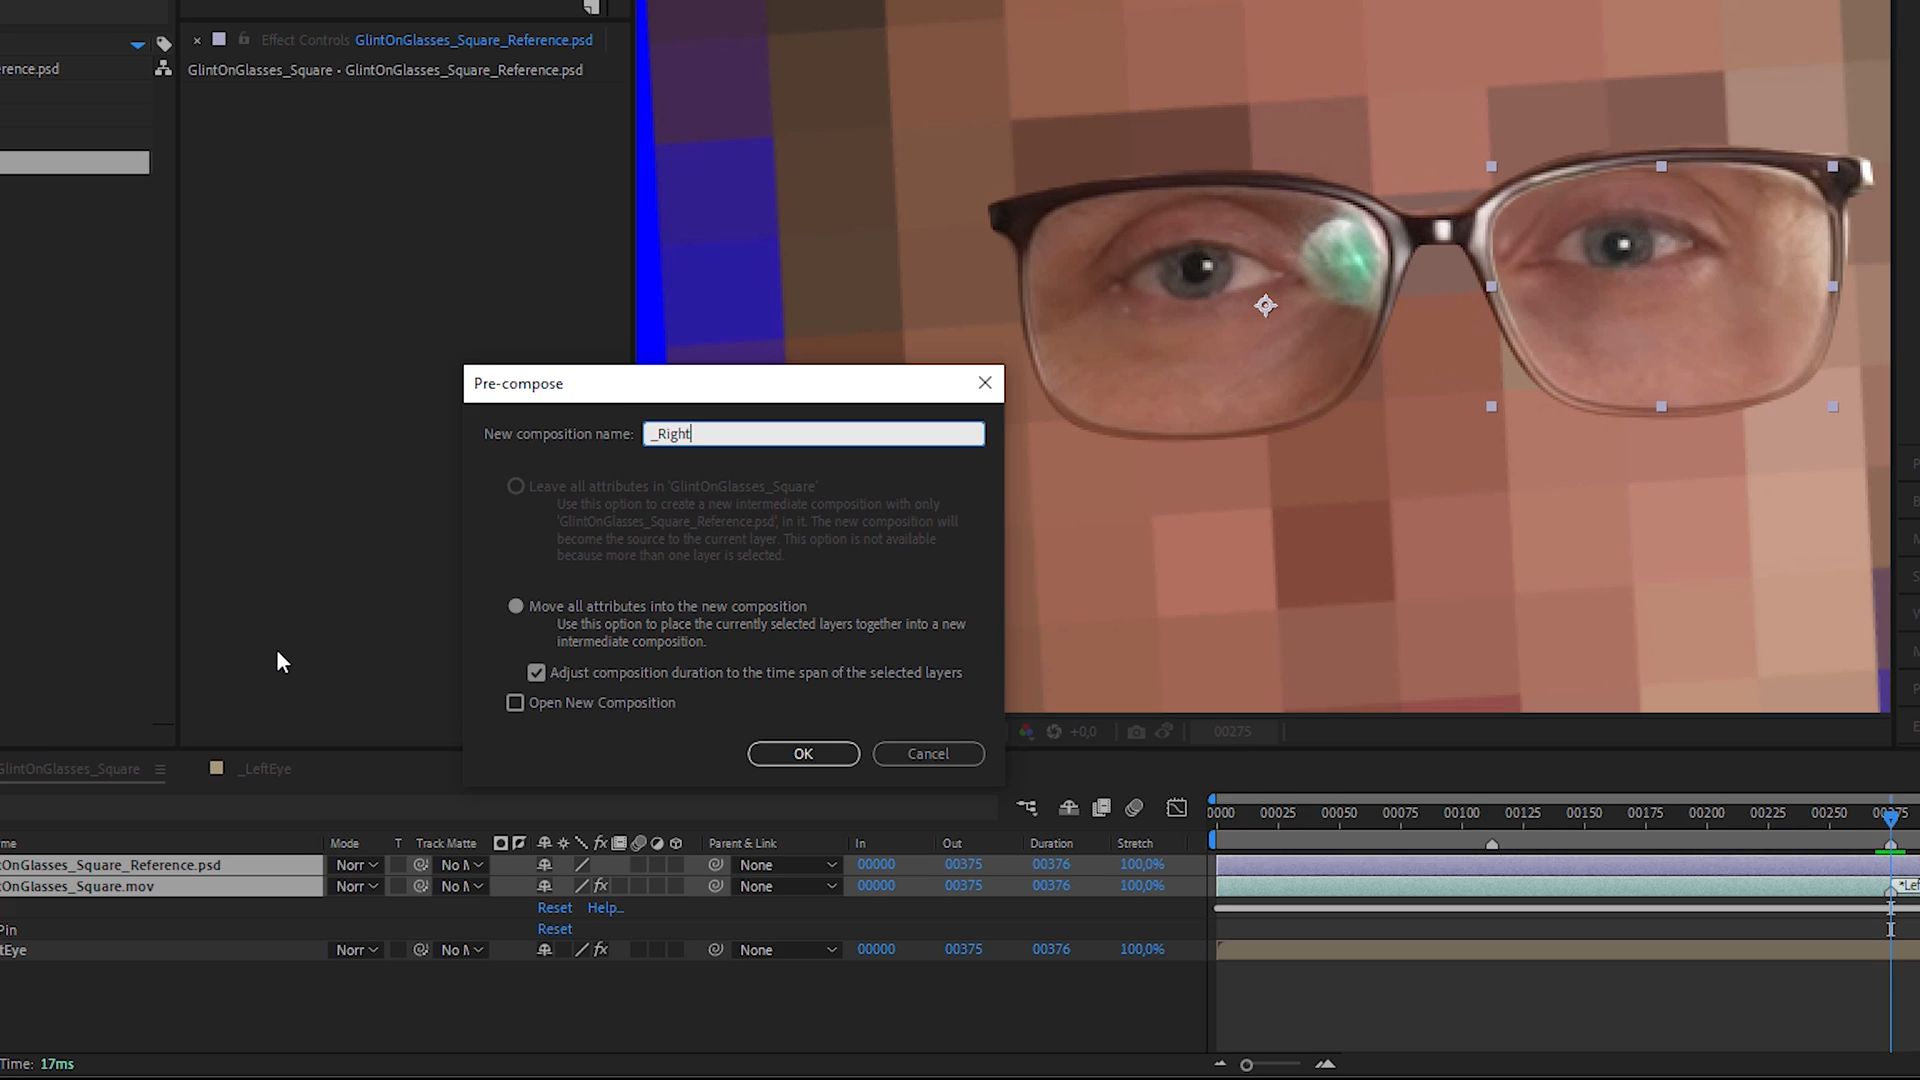 Effect Controls GlintOnGlasses_Square_Reference.psd
rence.psd
GlintOnGlasses_Square • GlintOnGlasses_Square_Reference.psd
Pre-compose
New composition name: _Right
Leave all attributes in 'GlintOnGlasses_Square'
Use this option to create a new intermediate composition with only
'GlintOnGlasses_Square_Reference.psd', in it. The new composition will
become the source to the current layer. This option is not available
because more than one layer is selected.
Move all attributes into the new composition
Use this option to place the currently selected layers together into a new
intermediate composition.
Adjust composition duration to the time span of the selected layers
Open New Composition
OK Cancel
+0,0 00275
GlintOnGlasses_Square _LeftEye
0000 00025 00050 00075 00100 00125 00150 00175 00200 00225 00250 00275
me Mode T Track Matte fx Parent & Link In Out Duration Stretch
tOnGlasses_Square_Reference.psd Norr No M None 00000 00375 00376 100,0%
tOnGlasses_Square.mov Norr No M fx None 00000 00375 00376 100,0% *Lef
Reset Help...
Pin Reset
tEye Norr No M fx None 00000 00375 00376 100,0%
Time: 17ms